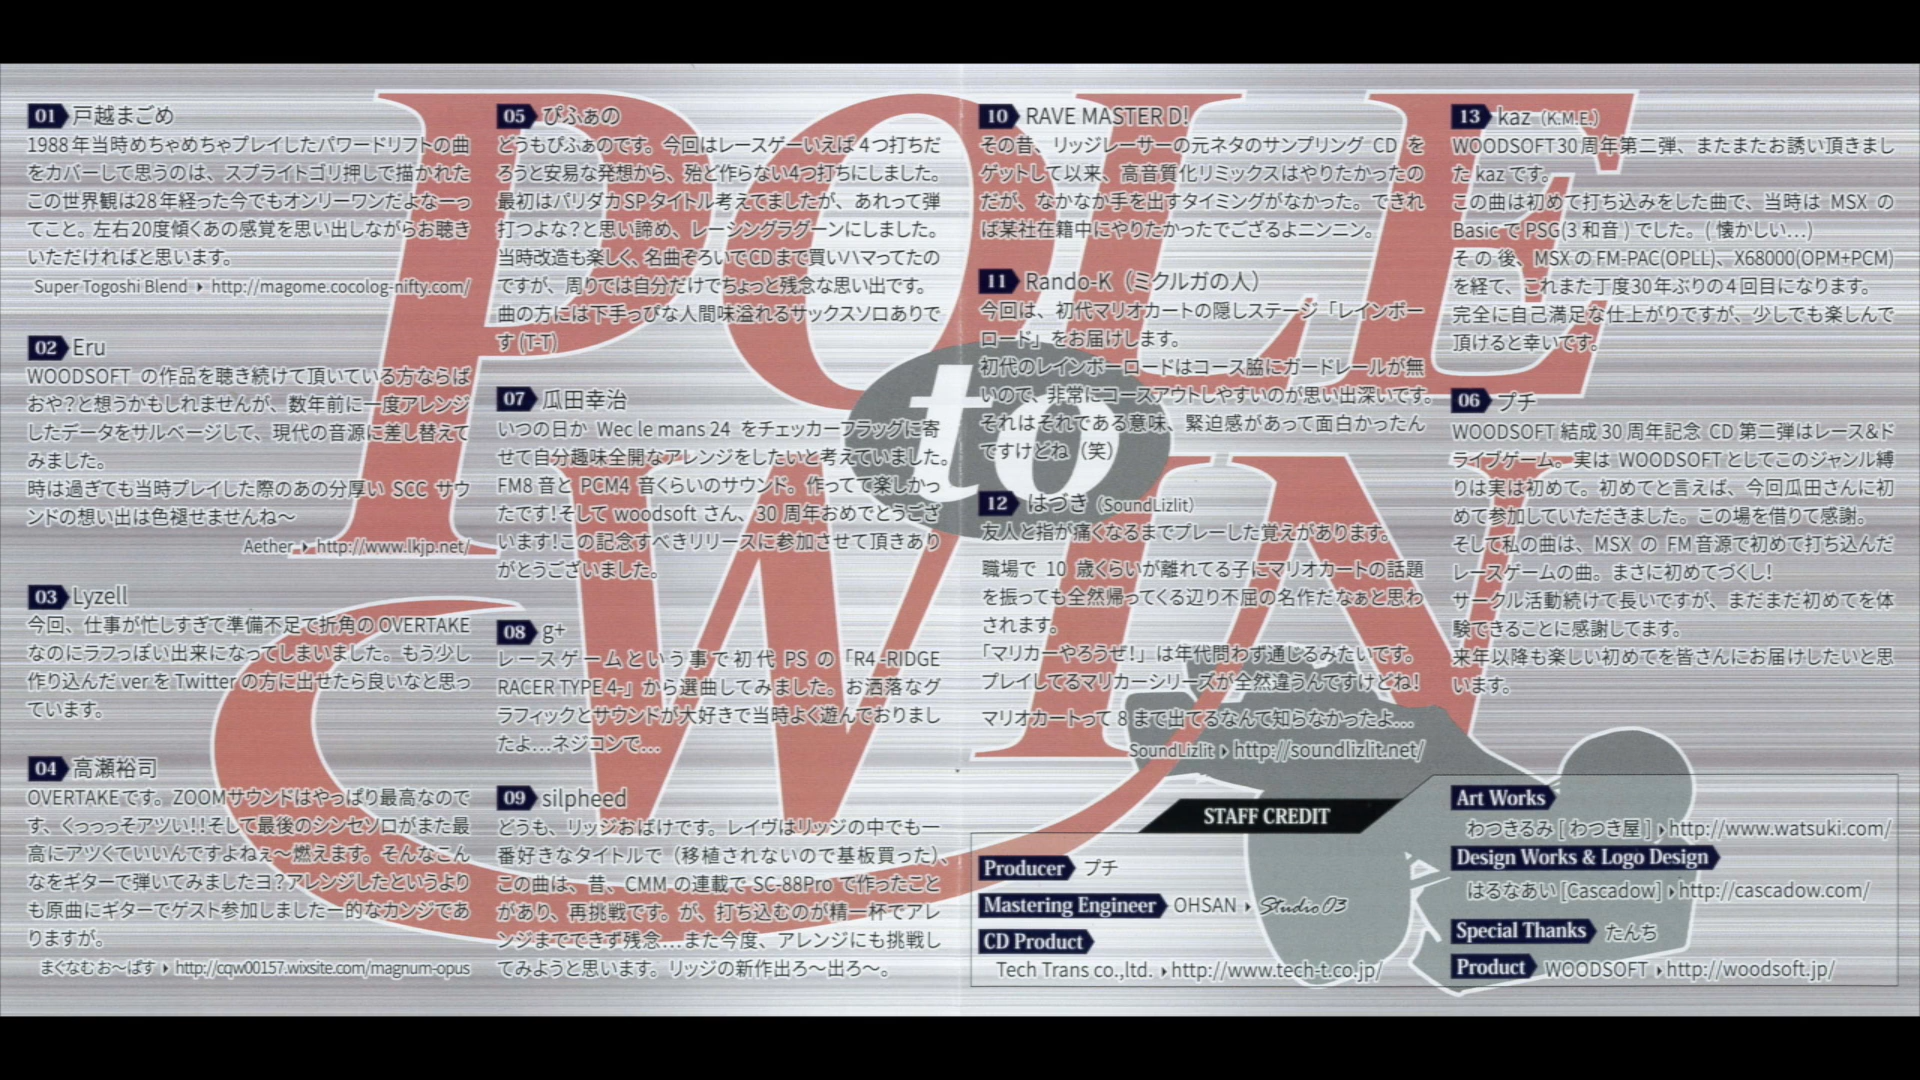 01 戸越まごめ
1988年当時めちゃめちゃプレイしたパワードリフトの曲
をカバーして思うのは、スプライトゴリ押しで描かれた
この世界観は28年経った今でもオンリーワンだよなーっ
てこと。左右20度傾くあの感覚を思い出しながらお聴き
いただければと思います。
Super Togoshi Blend ▸ http://magome.cocolog-nifty.com/
02 Eru
WOODSOFT の作品を聴き続けて頂いている方ならば
おや?と想うかもしれませんが、数年前に一度アレンジ
したデータをサルベージして、現代の音源に差し替えて
みました。
時は過ぎても当時プレイした際のあの分厚い SCC サウ
ンドの想い出は色褪せませんね〜
Aether ▸ http://www.lkjp.net/
03 Lyzell
今回、仕事が忙しすぎて準備不足で折角のOVERTAKE
なのにラフっぽい出来になってしまいました。もう少し
作り込んだ verを Twitterの方に出せたら良いなと思っ
ています。
04 高瀬裕司
OVERTAKEです。ZOOMサウンドはやっぱり最高なので
す、くっっっそアツい!!そして最後のシンセソロがまた最
高にアツくていいんですよねぇ〜燃えます。そんなこん
なをギターで弾いてみましたヨ?アレンジしたというより
も原曲にギターでゲスト参加しました—的なカンジであ
りますが。
まぐなむお〜ぱす ▸ http://cqw00157.wixsite.com/magnum-opus
05 ぴふぁの
どうもぴふぁのです。今回はレースゲーいえば4つ打ちだ
ろうと安易な発想から、殆ど作らない4つ打ちにしました。
最初はパリダカSPタイトル考えてましたが、あれって弾
打つよな?と思い諦め、レーシングラグーンにしました。
当時改造も楽しく、名曲ぞろいでCDまで買いハマってたの
ですが、周りでは自分だけでちょっと残念な思い出です。
曲の方には下手っぴな人間味溢れるサックスソロありで
す(T-T)
07 瓜田幸治
いつの日か Wec le mans 24 をチェッカーフラッグに寄
せて自分趣味全開なアレンジをしたいと考えていました。
FM8 音と PCM4 音くらいのサウンド。作ってて楽しかっ
たです!そして woodsoft さん、30 周年おめでとうござ
います!この記念すべきリリースに参加させて頂きあり
がとうございました。
08 g+
レースゲームという事で初代 PS の「R4 -RIDGE
RACER TYPE 4-」から選曲してみました。お洒落なグ
ラフィックとサウンドが大好きで当時よく遊んでおりまし
たよ…ネジコンで…
09 silpheed
どうも、リッジおばけです。レイヴはリッジの中でも一
番好きなタイトルで（移植されないので基板買った）、
この曲は、昔、CMM の連載で SC-88Pro で作ったこと
があり、再挑戦です。が、打ち込むのが精一杯でアレ
ンジまでできず残念…また今度、アレンジにも挑戦し
てみようと思います。リッジの新作出ろ〜出ろ〜。
POLE to WIN
10 RAVE MASTER D!
その昔、リッジレーサーの元ネタのサンプリング CD を
ゲットして以来、高音質化リミックスはやりたかったの
だが、なかなか手を出すタイミングがなかった。できれ
ば某社在籍中にやりたかったでござるよニンニン。
11 Rando-K（ミクルガの人）
今回は、初代マリオカートの隠しステージ「レインボー
ロード」をお届けします。
初代のレインボーロードはコース脇にガードレールが無
いので、非常にコースアウトしやすいのが思い出深いです。
それはそれである意味、緊迫感があって面白かったん
ですけどね（笑）
12 はづき（SoundLizlit）
友人と指が痛くなるまでプレーした覚えがあります。
職場で 10 歳くらいが離れてる子にマリオカートの話題
を振っても全然帰ってくる辺り不屈の名作だなぁと思わ
されます。
「マリカーやろうぜ!」は年代問わず通じるみたいです。
プレイしてるマリカーシリーズが全然違うんですけどね!
マリオカートって 8 まで出てるなんて知らなかったよ…
SoundLizlit ▸ http://soundlizlit.net/
13 kaz（K.M.E.）
WOODSOFT30周年第二弾、またまたお誘い頂きまし
た kaz です。
この曲は初めて打ち込みをした曲で、当時は MSX の
Basic で PSG(3 和音 ) でした。( 懐かしい…)
その後、MSX の FM-PAC(OPLL)、X68000(OPM+PCM)
を経て、これまた丁度30年ぶりの4回目になります。
完全に自己満足な仕上がりですが、少しでも楽しんで
頂けると幸いです。
06 プチ
WOODSOFT 結成 30 周年記念 CD 第二弾はレース&ド
ライブゲーム。実は WOODSOFTとしてこのジャンル縛
りは実は初めて。初めてと言えば、今回瓜田さんに初
めて参加していただきました。この場を借りて感謝。
そして私の曲は、MSX の FM音源で初めて打ち込んだ
レースゲームの曲。まさに初めてづくし!
サークル活動続けて長いですが、まだまだ初めてを体
験できることに感謝してます。
来年以降も楽しい初めてを皆さんにお届けしたいと思
います。
STAFF CREDIT
Producer プチ
Mastering Engineer OHSAN ▸ Studio 03
CD Product
Tech Trans co.,ltd. ▸ http://www.tech-t.co.jp/
Art Works
わつきるみ [ わつき屋 ] ▸ http://www.watsuki.com/
Design Works & Logo Design
はるなあい [Cascadow] ▸ http://cascadow.com/
Special Thanks たんち
Product WOODSOFT ▸ http://woodsoft.jp/